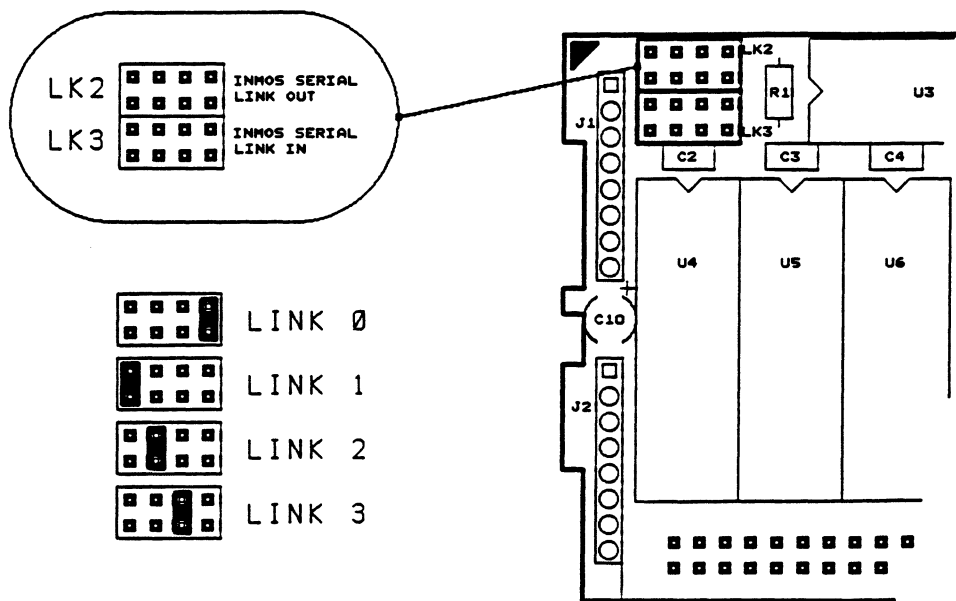 LK2
INMOS SERIAL
LINK OUT
LK3
INMOS SERIAL
LINK IN
LINK 0
LINK 1
LINK 2
LINK 3
LK2
R1
U3
J1
LK3
C2
C3
C4
U4
U5
U6
+
C10
J2